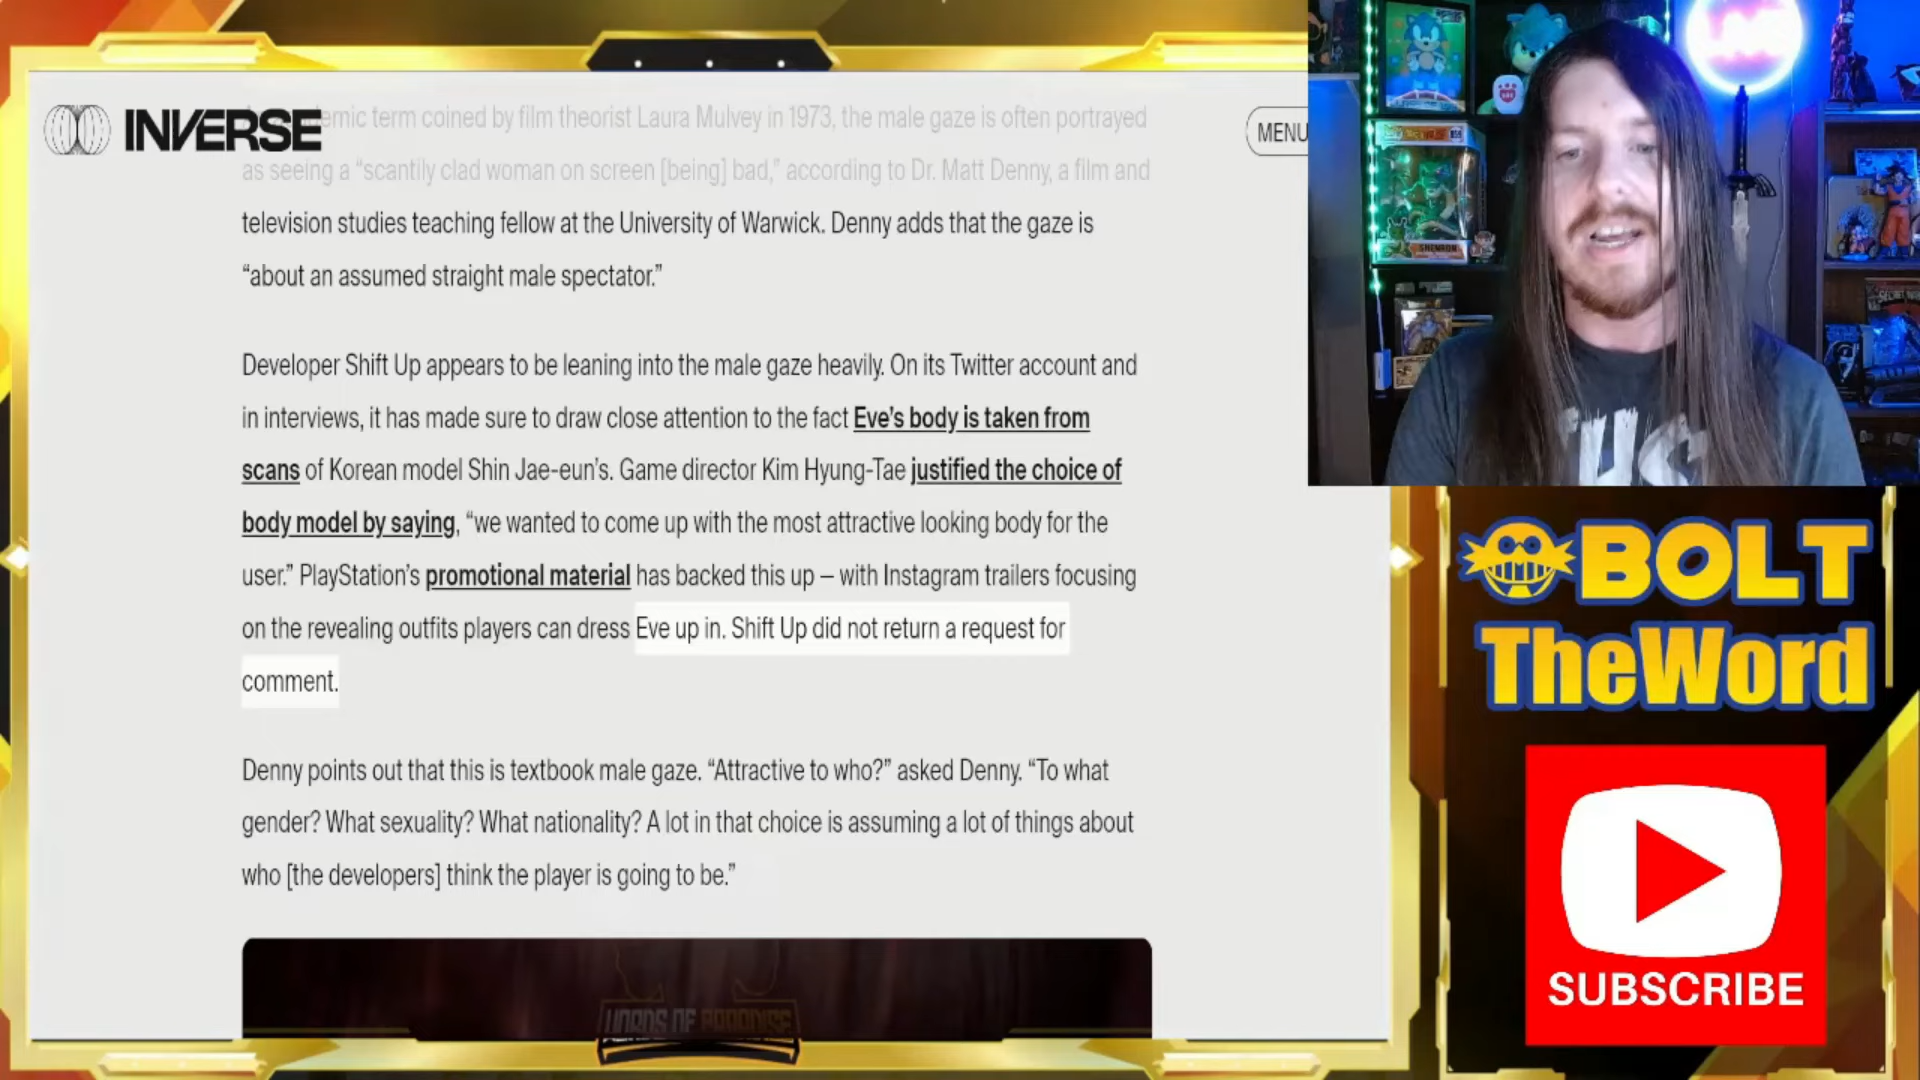 INVERSE
MENU
term coined by film theorist Laura Mulvey in 1973, the male gaze is often portrayed
as seeing a “scantily clad woman on screen [being] bad,” according to Dr. Matt Denny, a film and
television studies teaching fellow at the University of Warwick. Denny adds that the gaze is
“about an assumed straight male spectator.”
Developer Shift Up appears to be leaning into the male gaze heavily. On its Twitter account and
in interviews, it has made sure to draw close attention to the fact Eve’s body is taken from
scans of Korean model Shin Jae-eun’s. Game director Kim Hyung-Tae justified the choice of
body model by saying, “we wanted to come up with the most attractive looking body for the
user.” PlayStation’s promotional material has backed this up – with Instagram trailers focusing
on the revealing outfits players can dress Eve up in. Shift Up did not return a request for
comment.
Denny points out that this is textbook male gaze. “Attractive to who?” asked Denny. “To what
gender? What sexuality? What nationality? A lot in that choice is assuming a lot of things about
who [the developers] think the player is going to be.”
LORDS OF PARADISE
BOLT
TheWord
SUBSCRIBE
LIVE
SHENRON